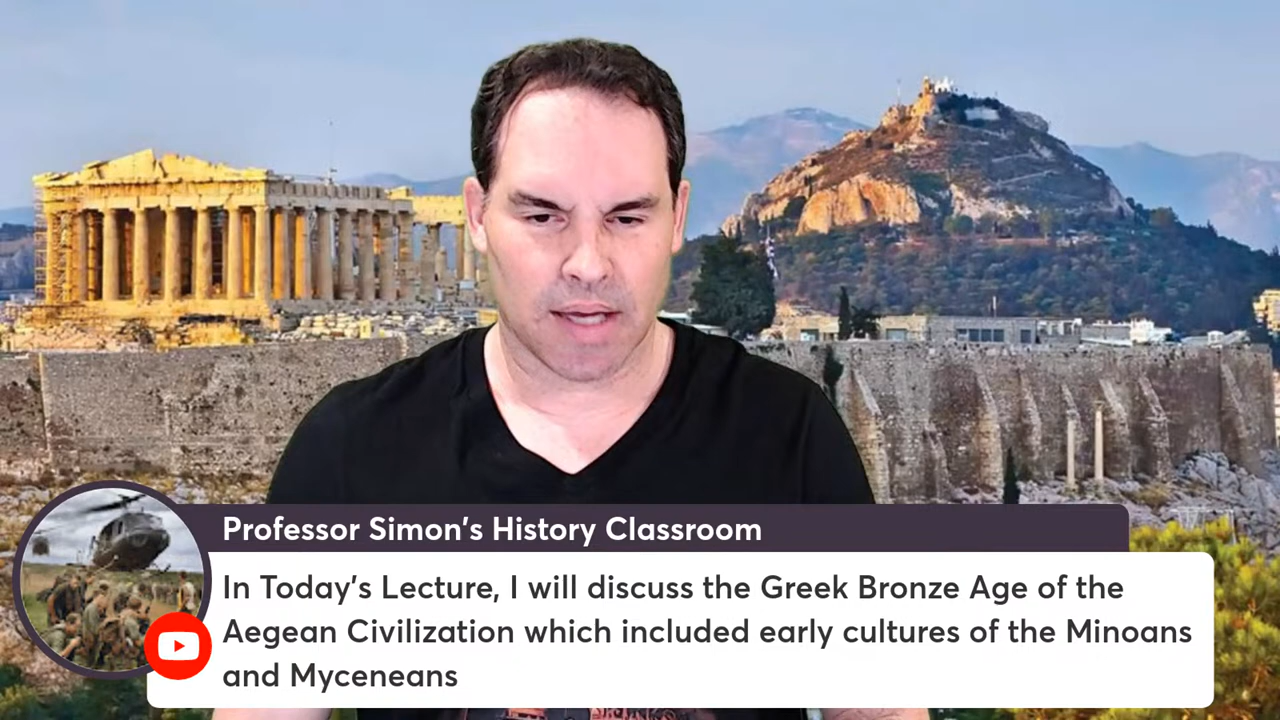 Professor Simon's History Classroom
In Today's Lecture, I will discuss the Greek Bronze Age of the
Aegean Civilization which included early cultures of the Minoans
and Myceneans